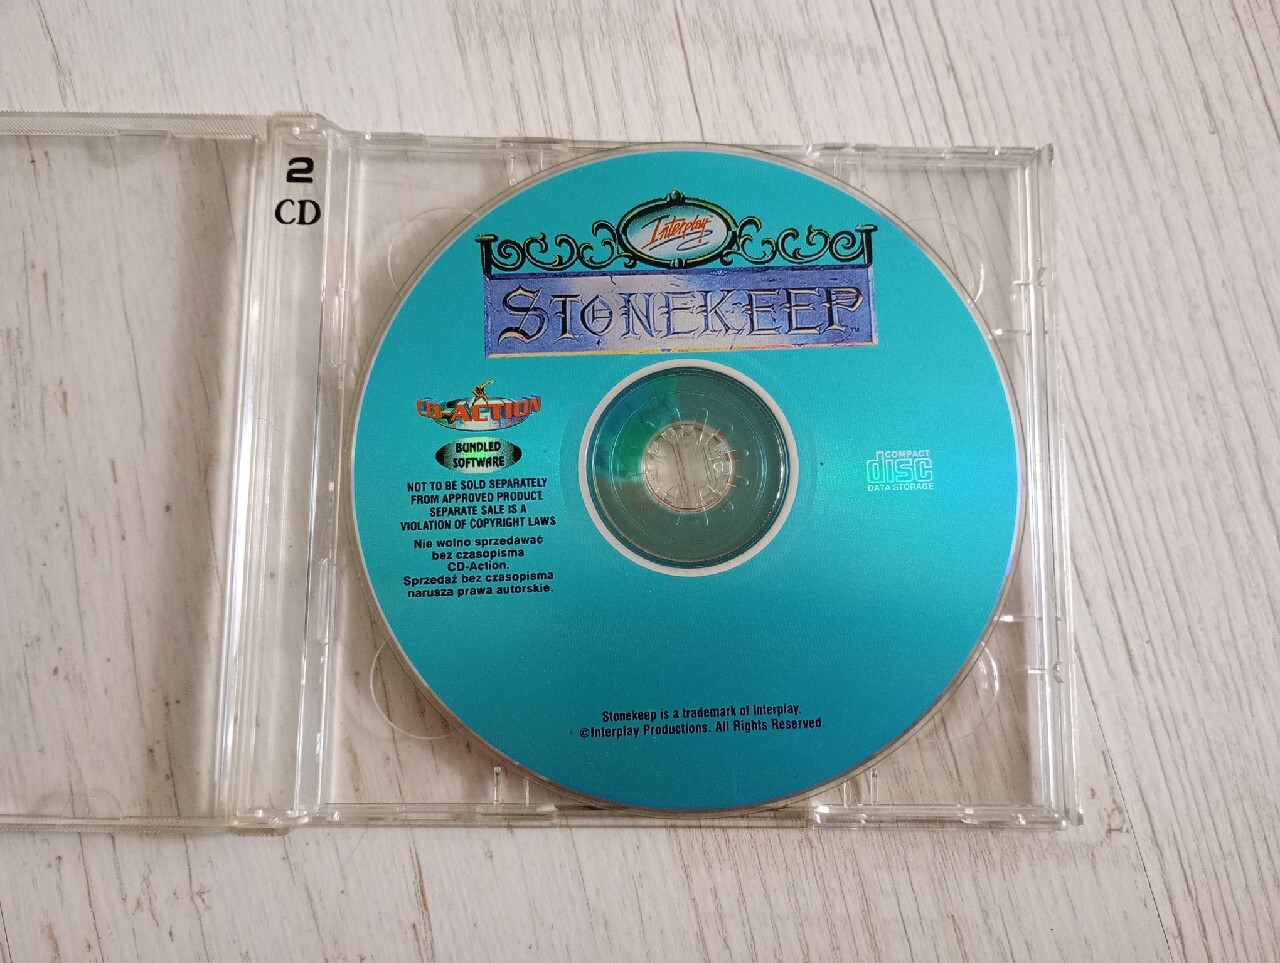 2
CD
Interplay™
STONEKEEP™
CD-ACTION
BUNDLED
SOFTWARE
NOT TO BE SOLD SEPARATELY
FROM APPROVED PRODUCT.
SEPARATE SALE IS A
VIOLATION OF COPYRIGHT LAWS
Nie wolno sprzedawać
bez czasopisma
CD-Action.
Sprzedaż bez czasopisma
narusza prawa autorskie.
COMPACT
disc
DATA STORAGE
Stonekeep is a trademark of Interplay.
©Interplay Productions. All Rights Reserved.